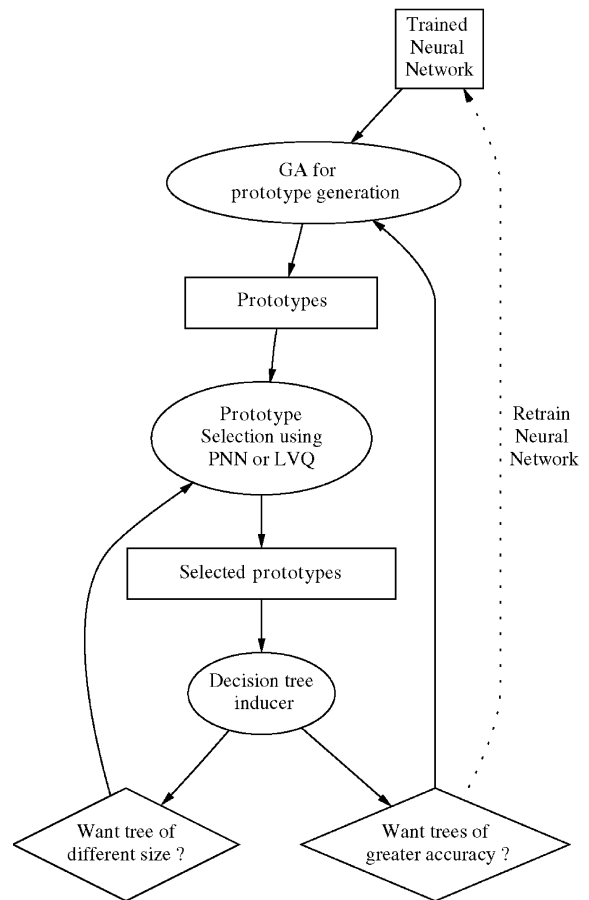 Trained
Neural
Network
GA for
prototype generation
Prototypes
Prototype
Selection using
PNN or LVQ
Retrain
Neural
Network
Selected prototypes
Decision tree
inducer
Want tree of
different size ?
Want trees of
greater accuracy ?